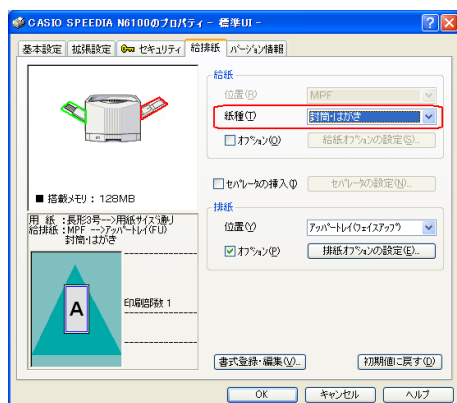 CASIO SPEEDIA N6100のプロパティ - 標準UI -
基本設定 拡張設定 セキュリティ 給排紙 バージョン情報
給紙
位置(R) MPF
紙種(T) 封筒・はがき
オプション(O) 給紙オプションの設定(S)...
■ 搭載メモリ : 128MB
セパレータの挿入(I) セパレータの設定(N)...
用 紙 :長形3号-->用紙サイズ通り
給排紙 :MPF -->アッパートレイ(FU)
封筒・はがき
排紙
位置(Y) アッパートレイ(フェイスアップ)
オプション(P) 排紙オプションの設定(E)...
A
印刷部数 1
書式登録・編集(V)... 初期値に戻す(D)
OK キャンセル ヘルプ